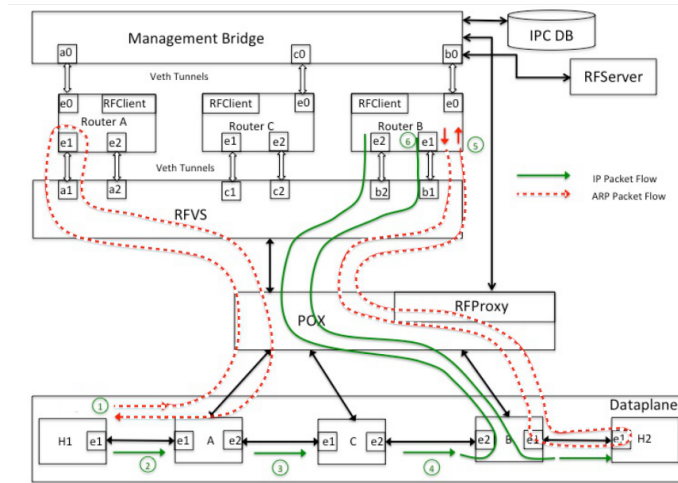 Management Bridge
IPC DB
a0
c0
b0
RFServer
Veth Tunnels
e0
RFClient
RFClient
e0
RFClient
e0
Router A
Router C
Router B
e1
e2
e1
e2
e2
6
e1
5
Veth Tunnels
IP Packet Flow
a1
a2
c1
c2
b2
b1
ARP Packet Flow
RFVS
RFProxy
POX
1
Dataplane
H1
e1
e1
A
e2
e1
C
e2
e2
B
e1
e1
H2
2
3
4